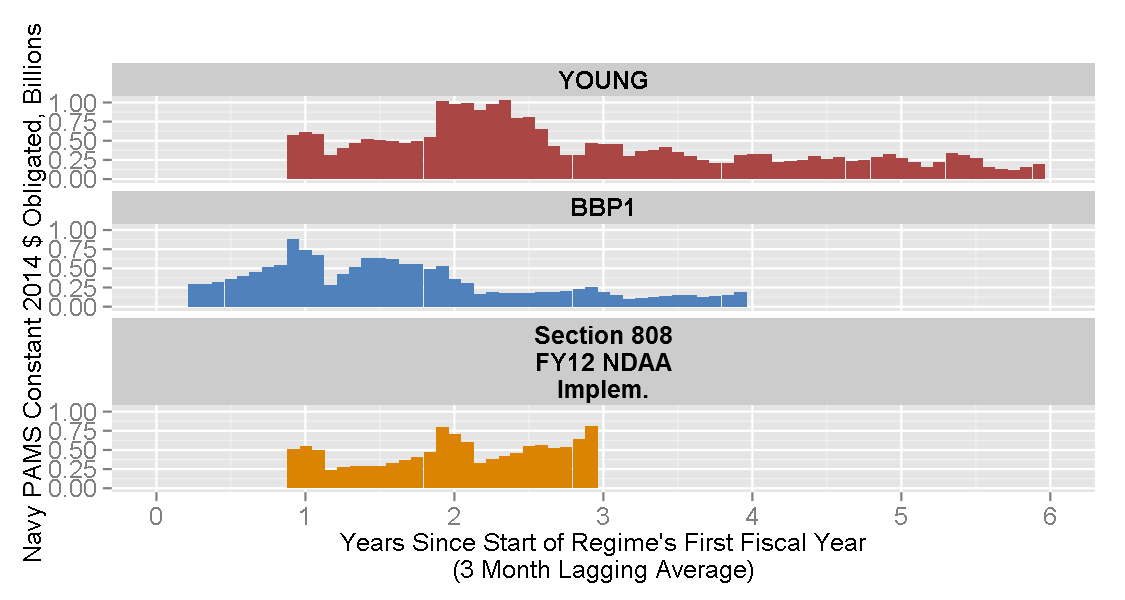 Navy PAMS Constant 2014 $ Obligated, Billions
YOUNG
1.00
0.75
0.50
0.25
0.00
BBP1
1.00
0.75
0.50
0.25
0.00
Section 808
FY12 NDAA
Implem.
1.00
0.75
0.50
0.25
0.00
0 1 2 3 4 5 6
Years Since Start of Regime's First Fiscal Year
(3 Month Lagging Average)